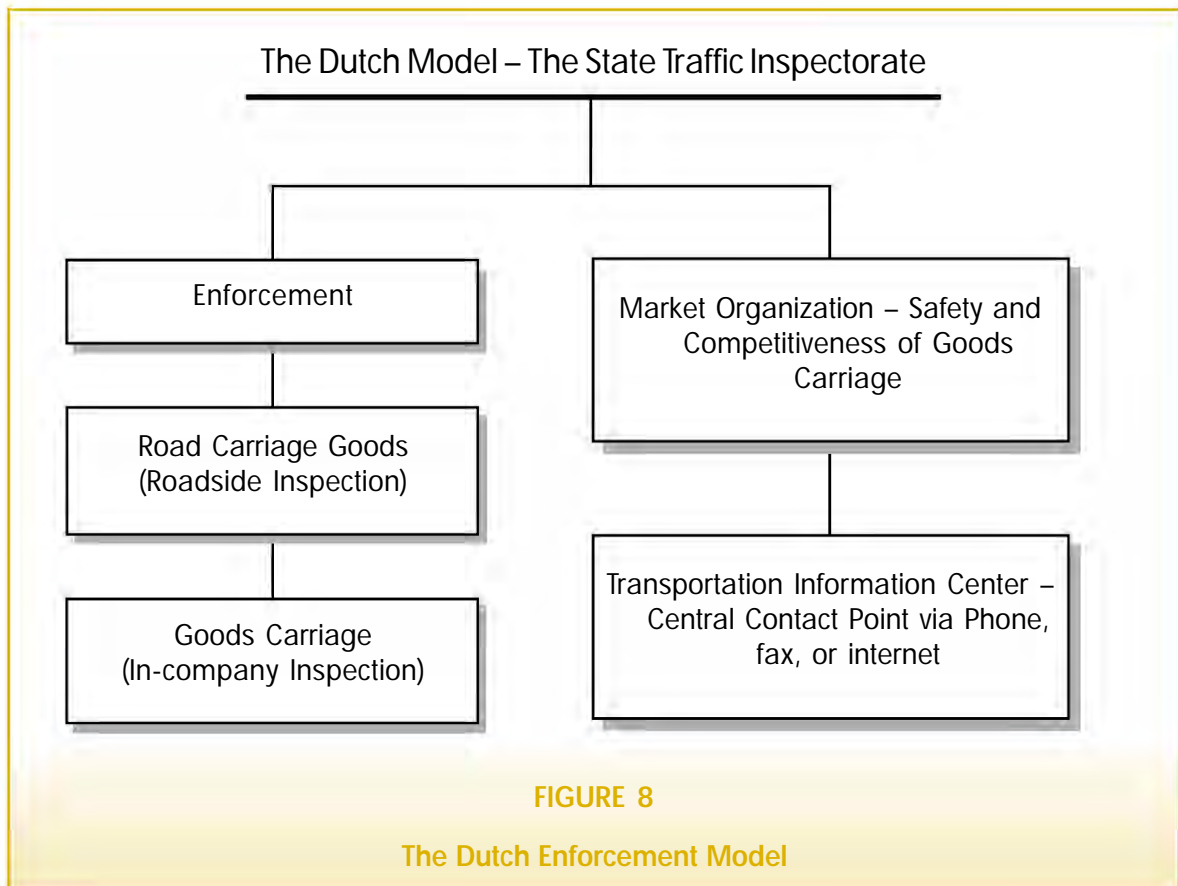 The Dutch Model – The State Traffic Inspectorate
Enforcement
Road Carriage Goods
(Roadside Inspection)
Goods Carriage
(In-company Inspection)
Market Organization – Safety and
Competitiveness of Goods
Carriage
Transportation Information Center –
Central Contact Point via Phone,
fax, or internet
FIGURE 8
The Dutch Enforcement Model